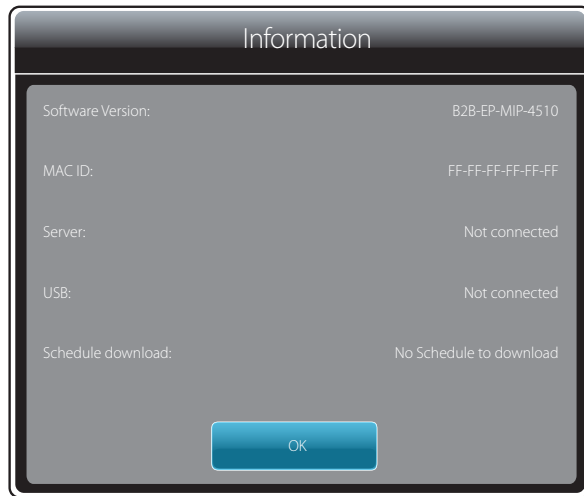 Information
Software Version: B2B-EP-MIP-4510
MAC ID: FF-FF-FF-FF-FF-FF
Server: Not connected
USB: Not connected
Schedule download: No Schedule to download
OK